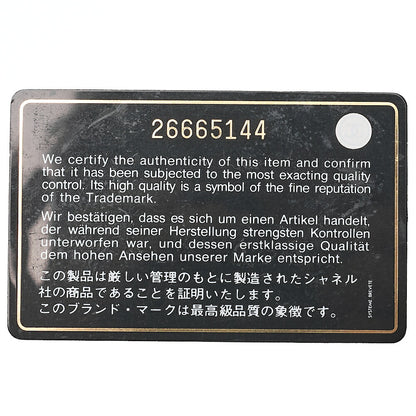 26665144
We certify the authenticity of this item and confirm
that it has been subjected to the most exacting quality
control. Its high quality is a symbol of the fine reputation
of the Trademark.
Wir bestätigen, dass es sich um einen Artikel handelt,
der während seiner Herstellung strengsten Kontrollen
unterworfen war, und dessen erstklassige Qualität
dem hohen Ansehen unserer Marke entspricht.
この製品は厳しい管理のもとに製造されたシャネル
社の商品であることを証明いたします。
このブランド・マークは最高級品質の象徴です。
SYSTEME BREVETE